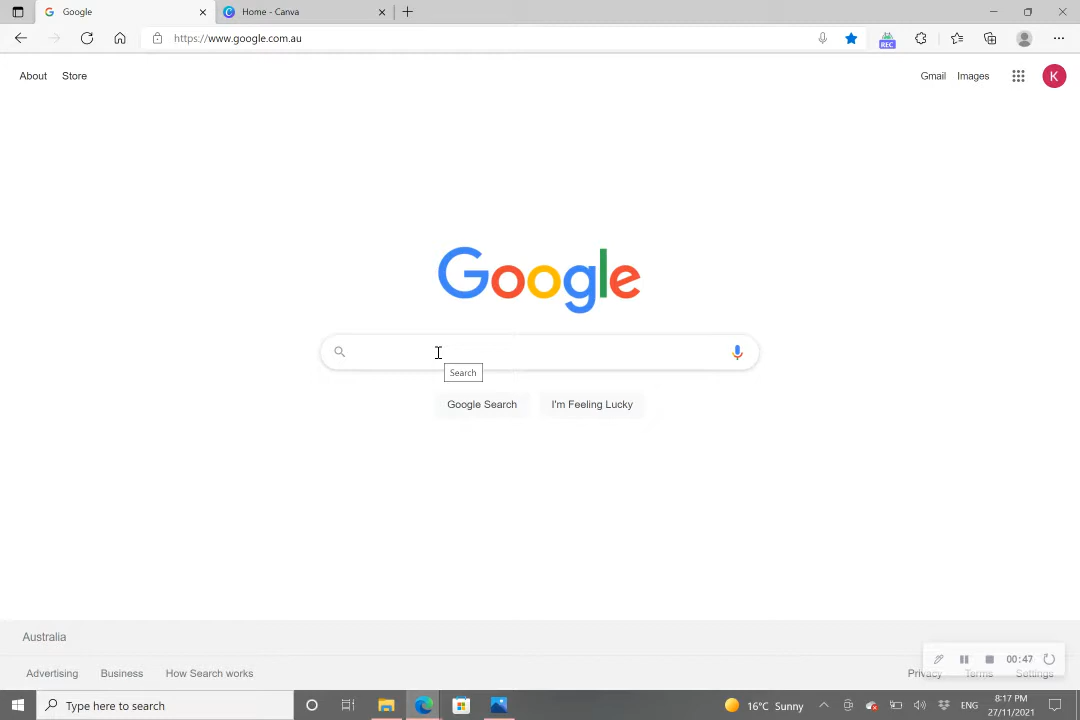 Google
Home - Canva
https://www.google.com.au
REC
About
Store
Gmail
Images
K
Google
Search
Google Search
I'm Feeling Lucky
Australia
Advertising
Business
How Search works
00:47
Privacy
Terms
Settings
Type here to search
16°C Sunny
ENG
8:17 PM
27/11/2021